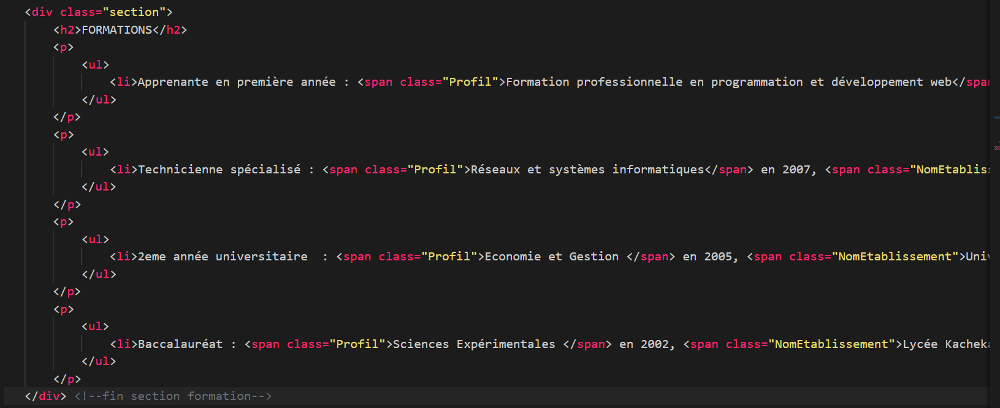 <div class="section">
<h2>FORMATIONS</h2>
<p>
<ul>
<li>Apprenante en première année : <span class="Profil">Formation professionnelle en programmation et développement web</span
</ul>
</p>
<p>
<ul>
<li>Technicienne spécialisé : <span class="Profil">Réseaux et systèmes informatiques</span> en 2007, <span class="NomEtabliss
</ul>
</p>
<p>
<ul>
<li>2eme année universitaire  : <span class="Profil">Economie et Gestion </span> en 2005, <span class="NomEtablissement">Univ
</ul>
</p>
<p>
<ul>
<li>Baccalauréat : <span class="Profil">Sciences Expérimentales </span> en 2002, <span class="NomEtablissement">Lycée Kacheka
</ul>
</p>
</div> <!--fin section formation-->